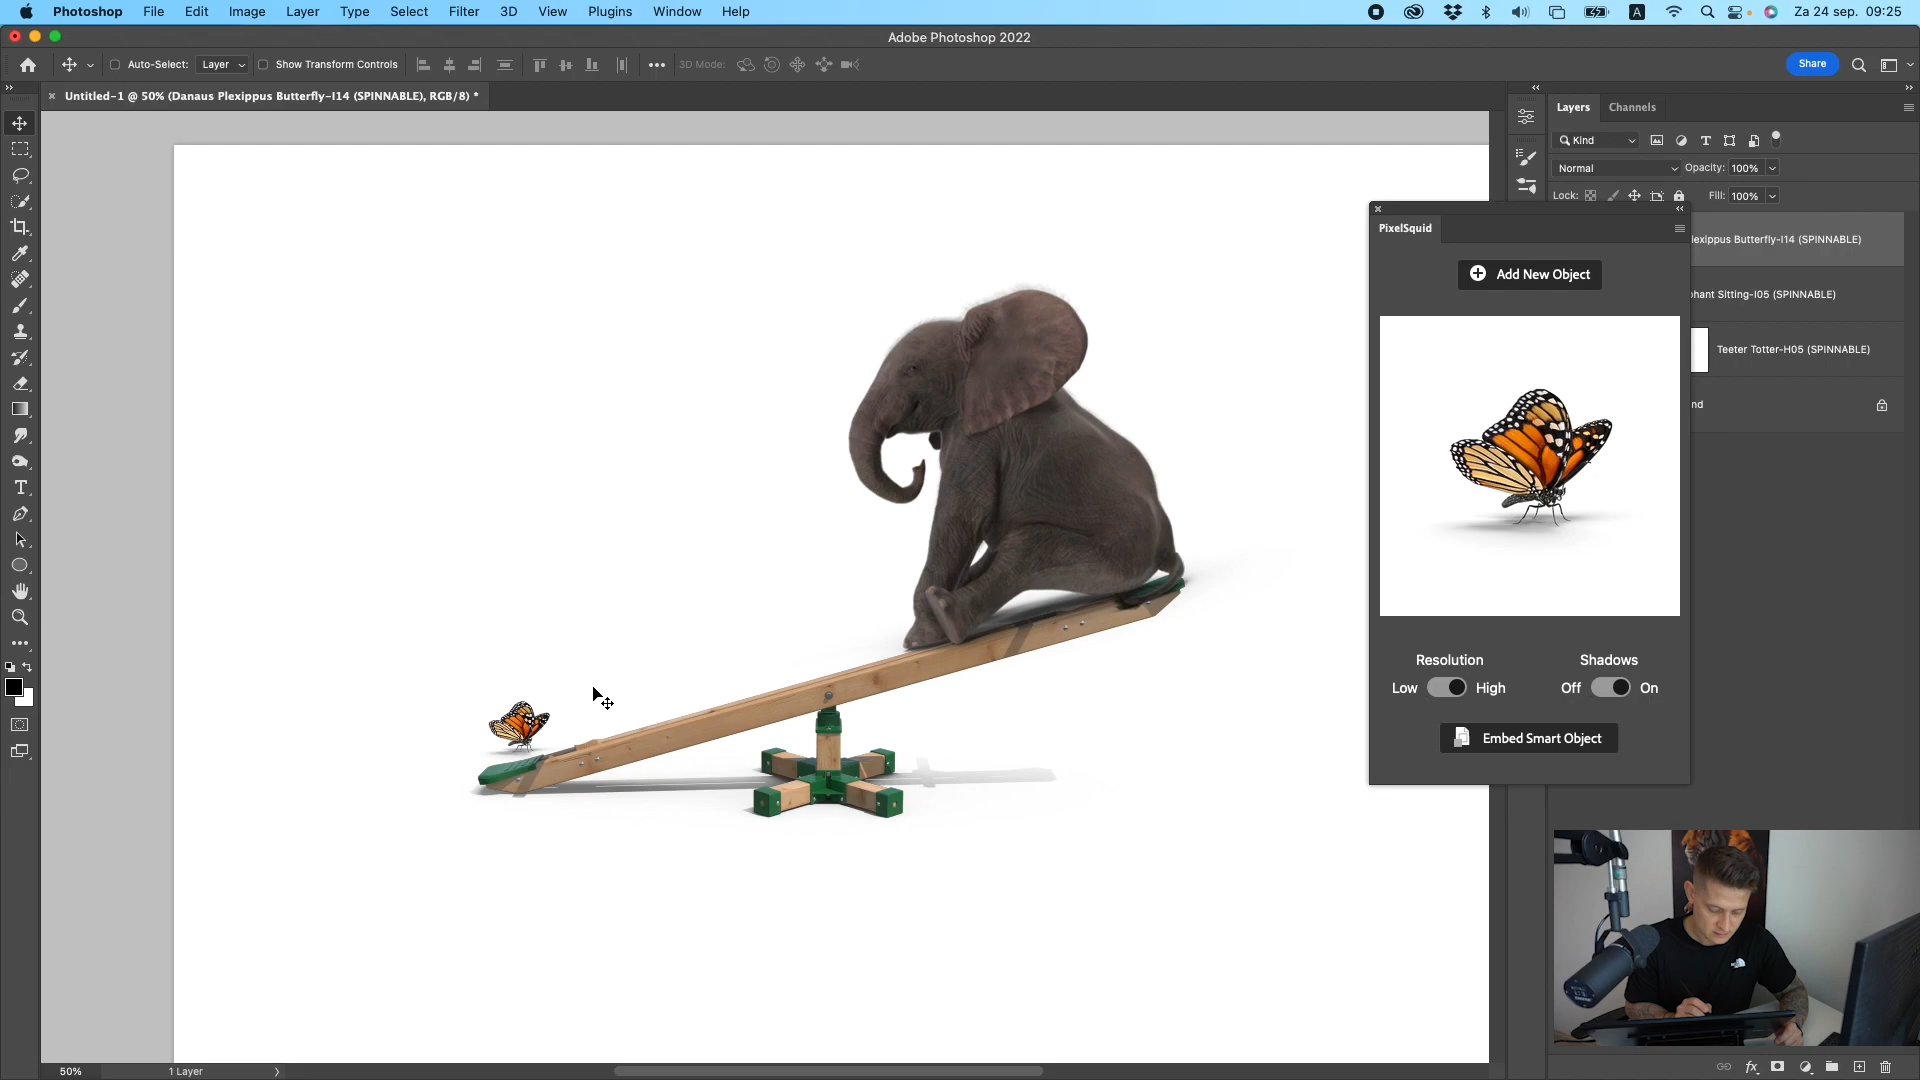 Photoshop File Edit Image Layer Type Select Filter 3D View Plugins Window Help A Za 24 sep. 09:25
Adobe Photoshop 2022
Auto-Select: Layer Show Transform Controls 3D Mode: Share
Untitled-1 @ 50% (Danaus Plexippus Butterfly-I14 (SPINNABLE), RGB/8) *
Layers Channels
Kind
Normal Opacity: 100%
Lock: Fill: 100%
PixelSquid
lexippus Butterfly-I14 (SPINNABLE)
Add New Object
phant Sitting-I05 (SPINNABLE)
Teeter Totter-H05 (SPINNABLE)
nd
Resolution Shadows
Low High Off On
Embed Smart Object
50% 1 Layer
fx